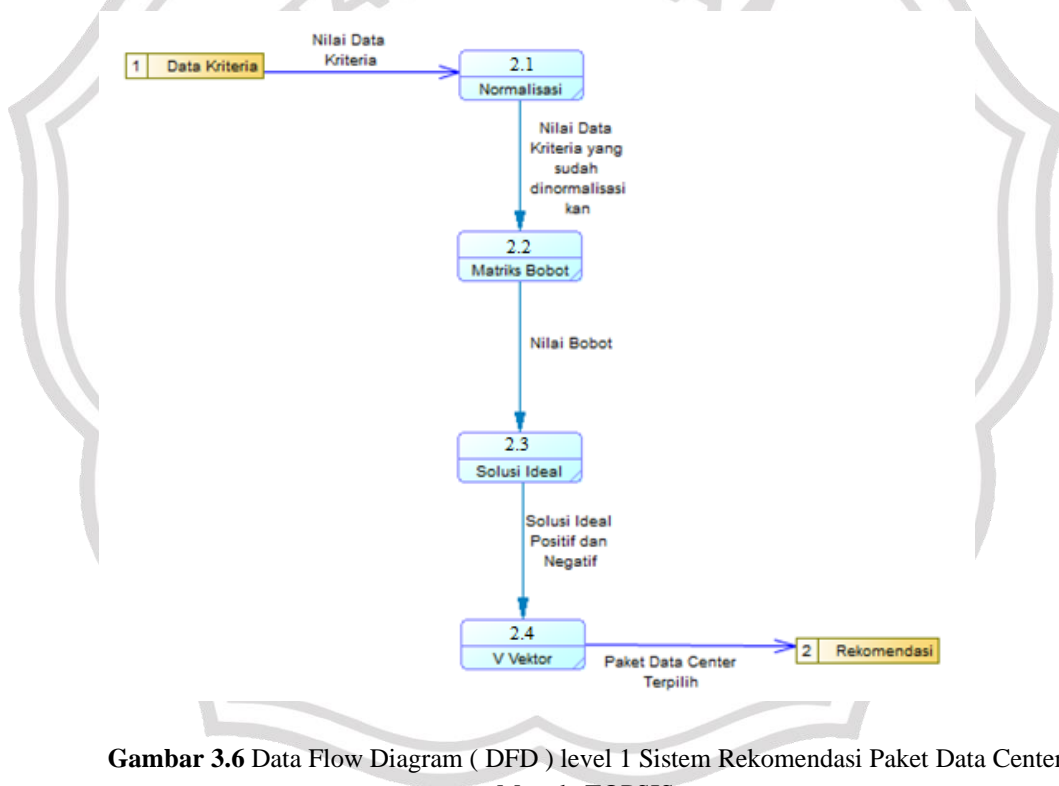 Nilai Data
Kriteria
1 Data Kriteria
2.1
Normalisasi
Nilai Data
Kriteria yang
sudah
dinormalisasi
kan
2.2
Matriks Bobot
Nilai Bobot
2.3
Solusi Ideal
Solusi Ideal
Positif dan
Negatif
2.4
V Vektor
Paket Data Center
Terpilih
2 Rekomendasi
Gambar 3.6 Data Flow Diagram ( DFD ) level 1 Sistem Rekomendasi Paket Data Center